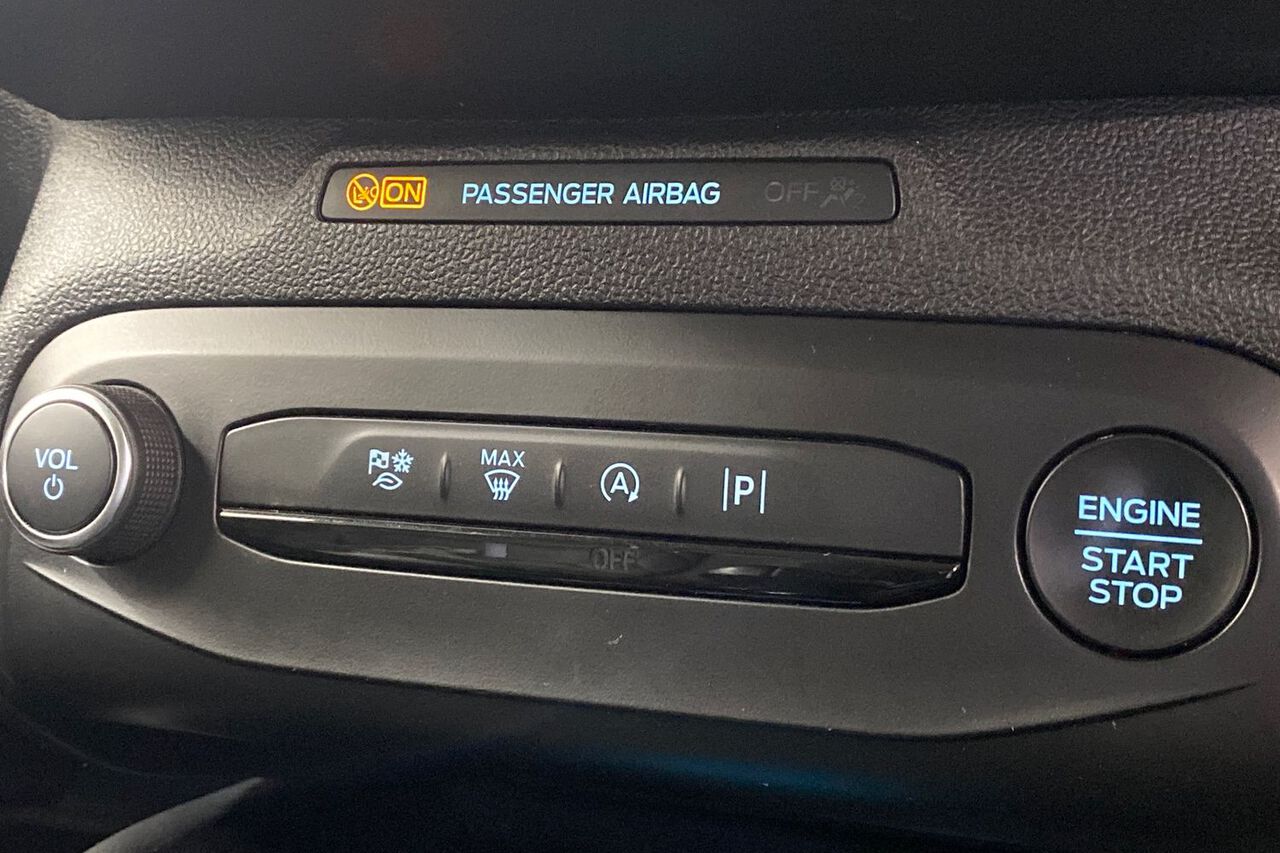 ON PASSENGER AIRBAG OFF
VOL
MAX
A
P
OFF
ENGINE
START
STOP